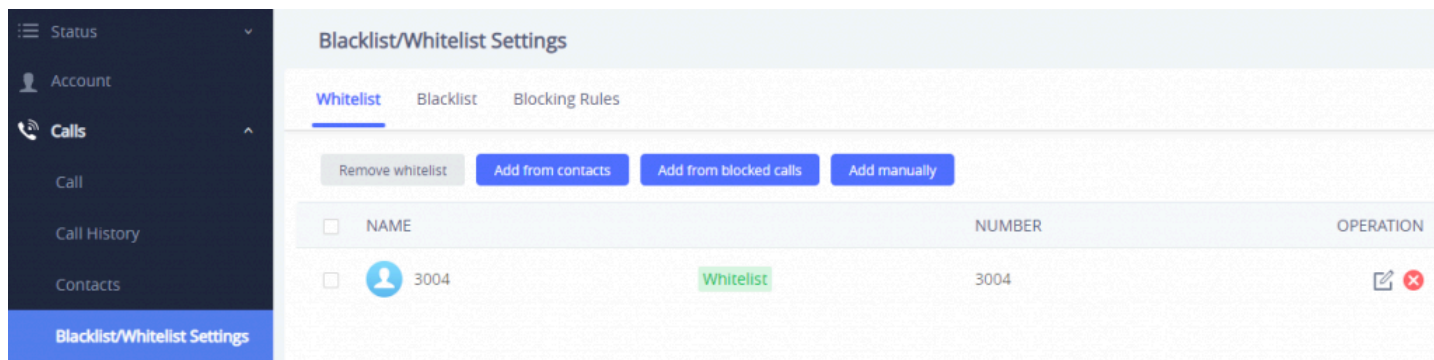 Status
Account
Calls
Call
Call History
Contacts
Blacklist/Whitelist Settings
Blacklist/Whitelist Settings
Whitelist Blacklist Blocking Rules
Remove whitelist Add from contacts Add from blocked calls Add manually
NAME NUMBER OPERATION
3004 Whitelist 3004